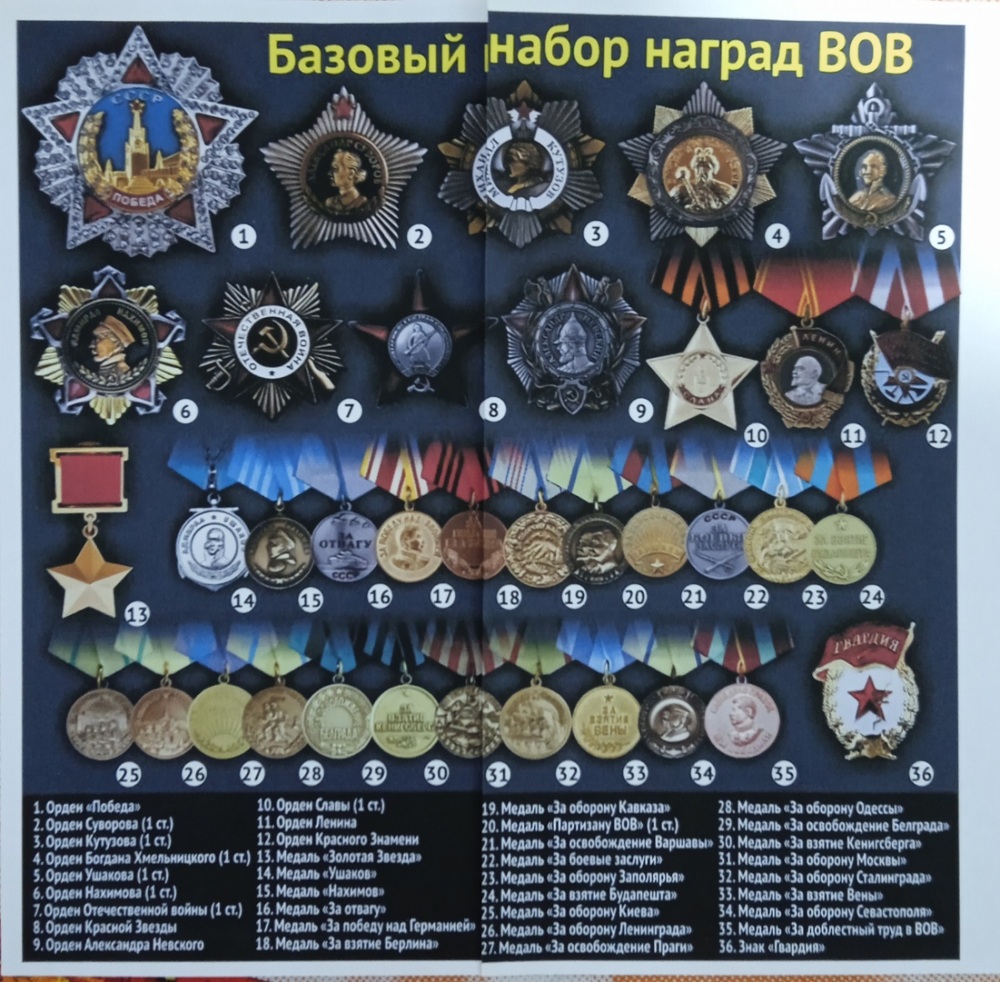 Базовый набор наград ВОВ
СССР
ПОБЕДА
МИХАИЛ КУТУЗОВ
1
2
3
4
5
ОТЕЧЕСТВЕННАЯ ВОЙНА
СЛАВА
ЛЕНИН
6
7
8
9
10
11
12
ЗА
ОТВАГУ
СССР
СССР
ЗА
БОЕВЫЕ
ЗАСЛУГИ
13
14
15
16
17
18
19
20
21
22
23
24
ГВАРДИЯ
ЗА
ВЗЯТИЕ
ВЕНЫ
25
26
27
28
29
30
31
32
33
34
35
36
1. Орден «Победа»
2. Орден Суворова (1 ст.)
3. Орден Кутузова (1 ст.)
4. Орден Богдана Хмельницкого (1 ст.)
5. Орден Ушакова (1 ст.)
6. Орден Нахимова (1 ст.)
7. Орден Отечественной войны (1 ст.)
8. Орден Красной Звезды
9. Орден Александра Невского
10. Орден Славы (1 ст.)
11. Орден Ленина
12. Орден Красного Знамени
13. Медаль «Золотая Звезда»
14. Медаль «Ушаков»
15. Медаль «Нахимов»
16. Медаль «За отвагу»
17. Медаль «За победу над Германией»
18. Медаль «За взятие Берлина»
19. Медаль «За оборону Кавказа»
20. Медаль «Партизану ВОВ» (1 ст.)
21. Медаль «За освобождение Варшавы»
22. Медаль «За боевые заслуги»
23. Медаль «За оборону Заполярья»
24. Медаль «За взятие Будапешта»
25. Медаль «За оборону Киева»
26. Медаль «За оборону Ленинграда»
27. Медаль «За освобождение Праги»
28. Медаль «За оборону Одессы»
29. Медаль «За освобождение Белграда»
30. Медаль «За взятие Кенигсберга»
31. Медаль «За оборону Москвы»
32. Медаль «За оборону Сталинграда»
33. Медаль «За взятие Вены»
34. Медаль «За оборону Севастополя»
35. Медаль «За доблестный труд в ВОВ»
36. Знак «Гвардия»